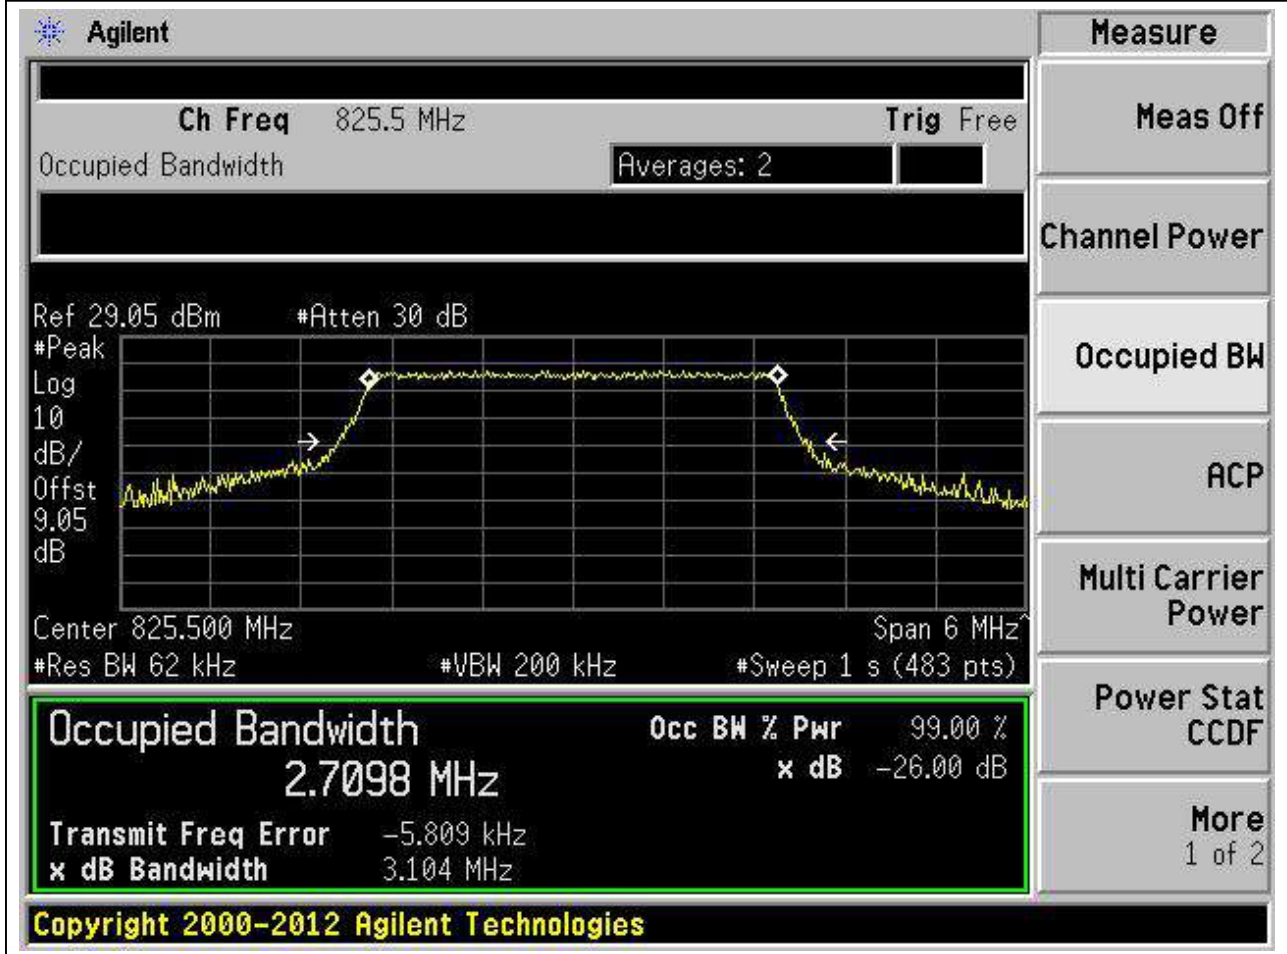 Agilent
Measure
Ch Freq 825.5 MHz Trig Free
Meas Off
Occupied Bandwidth Averages: 2
Channel Power
Ref 29.05 dBm #Atten 30 dB
#Peak
Log
10
dB/
Offst
9.05
dB
Occupied BW
ACP
Center 825.500 MHz Span 6 MHz^
#Res BW 62 kHz #VBW 200 kHz #Sweep 1 s (483 pts)
Multi Carrier
Power
Occupied Bandwidth Occ BW % Pwr 99.00 %
2.7098 MHz x dB -26.00 dB
Power Stat
CCDF
Transmit Freq Error -5.809 kHz
x dB Bandwidth 3.104 MHz
More
1 of 2
Copyright 2000-2012 Agilent Technologies